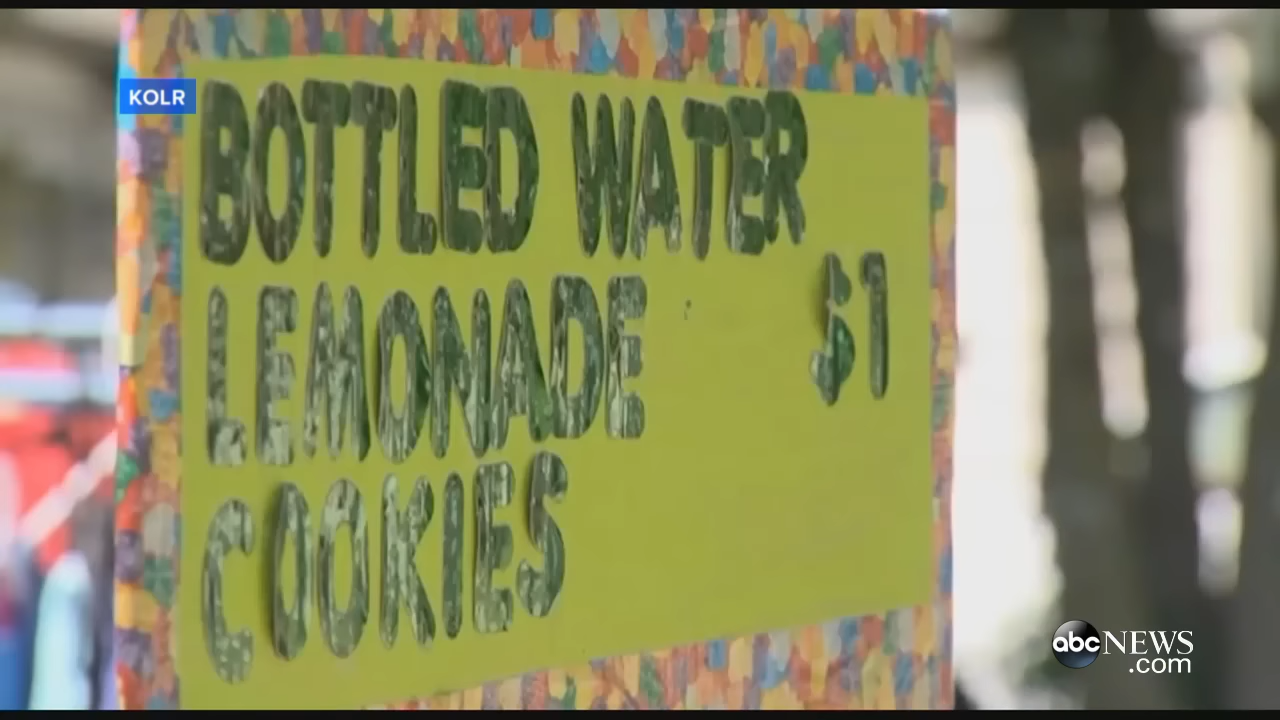 KOLR
BOTTLED WATER
LEMONADE $1
COOKIES
abc NEWS
.com